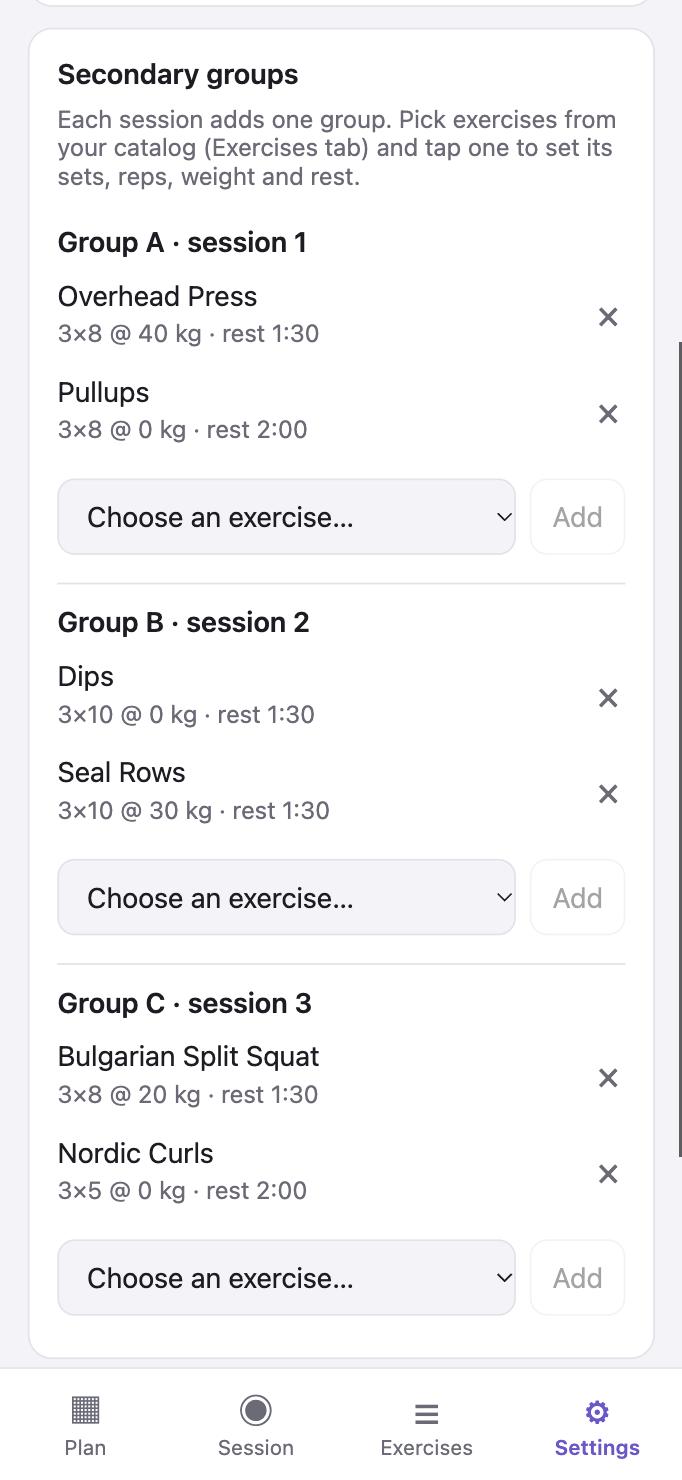 Secondary groups
Each session adds one group. Pick exercises from
your catalog (Exercises tab) and tap one to set its
sets, reps, weight and rest.
Group A · session 1
Overhead Press
3×8 @ 40 kg · rest 1:30
Pullups
3×8 @ 0 kg · rest 2:00
Choose an exercise...
Add
Group B · session 2
Dips
3×10 @ 0 kg · rest 1:30
Seal Rows
3×10 @ 30 kg · rest 1:30
Choose an exercise...
Add
Group C · session 3
Bulgarian Split Squat
3×8 @ 20 kg · rest 1:30
Nordic Curls
3×5 @ 0 kg · rest 2:00
Choose an exercise...
Add
Plan
Session
Exercises
Settings